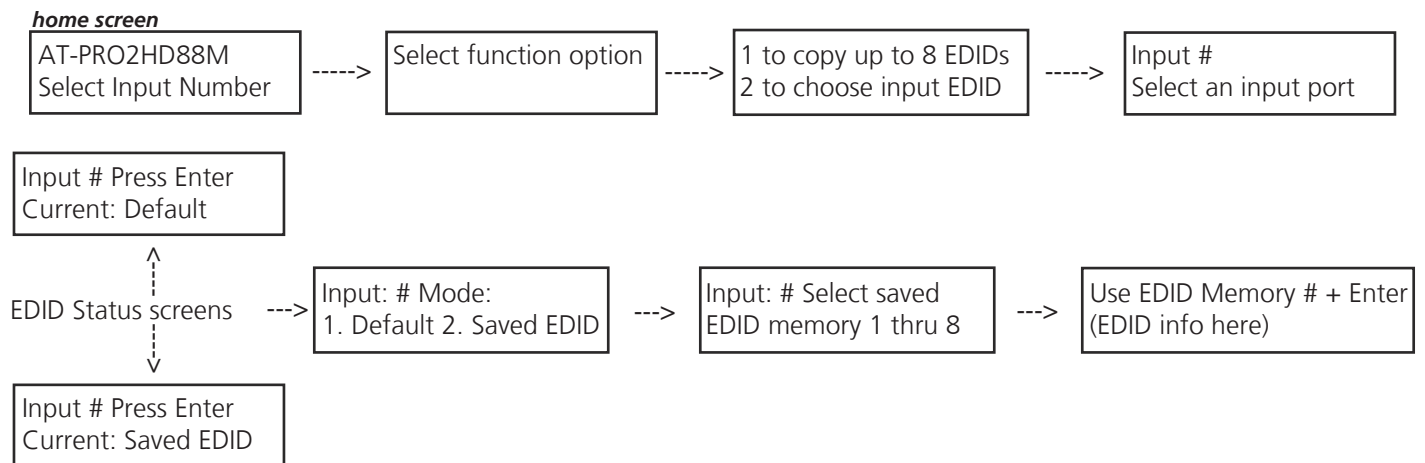 home screen
AT-PRO2HD88M
Select Input Number
----->
Select function option
----->
1 to copy up to 8 EDIDs
2 to choose input EDID
----->
Input #
Select an input port
Input # Press Enter
Current: Default
EDID Status screens
--->
Input: # Mode:
1. Default 2. Saved EDID
--->
Input: # Select saved
EDID memory 1 thru 8
--->
Use EDID Memory # + Enter
(EDID info here)
Input # Press Enter
Current: Saved EDID